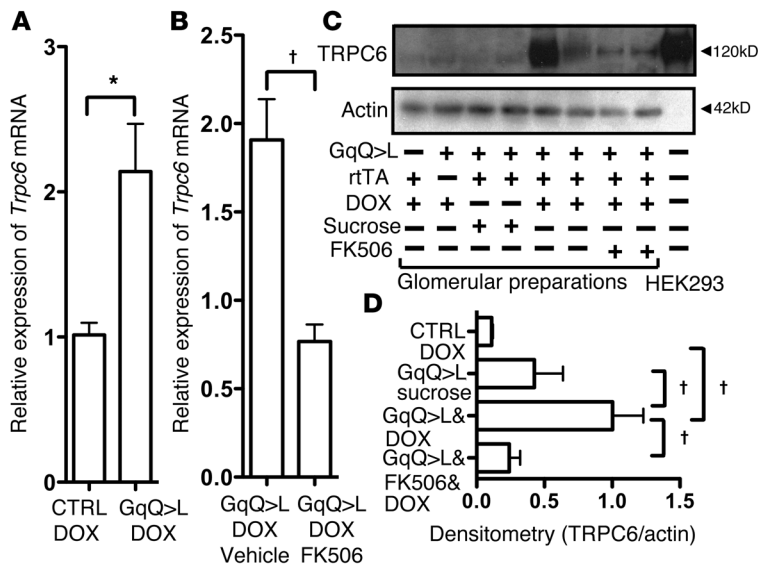 A
Relative expression of Trpc6 mRNA
3
2
1
0
*
CTRL GqQ>L
DOX DOX
B
Relative expression of Trpc6 mRNA
2.5
2.0
1.5
1.0
0.5
0.0
†
GqQ>L GqQ>L
DOX DOX
Vehicle FK506
C
TRPC6 ◄120kD
Actin ◄42kD
GqQ>L − + + + + + + + −
rtTA + − + + + + + + −
DOX + + − − + + + + −
Sucrose − − + + − − − − −
FK506 − − − − − − + + −
Glomerular preparations HEK293
D
CTRL
DOX
GqQ>L
sucrose
GqQ>L&
DOX
GqQ>L&
FK506&
DOX
† †
†
0.0 0.5 1.0 1.5
Densitometry (TRPC6/actin)